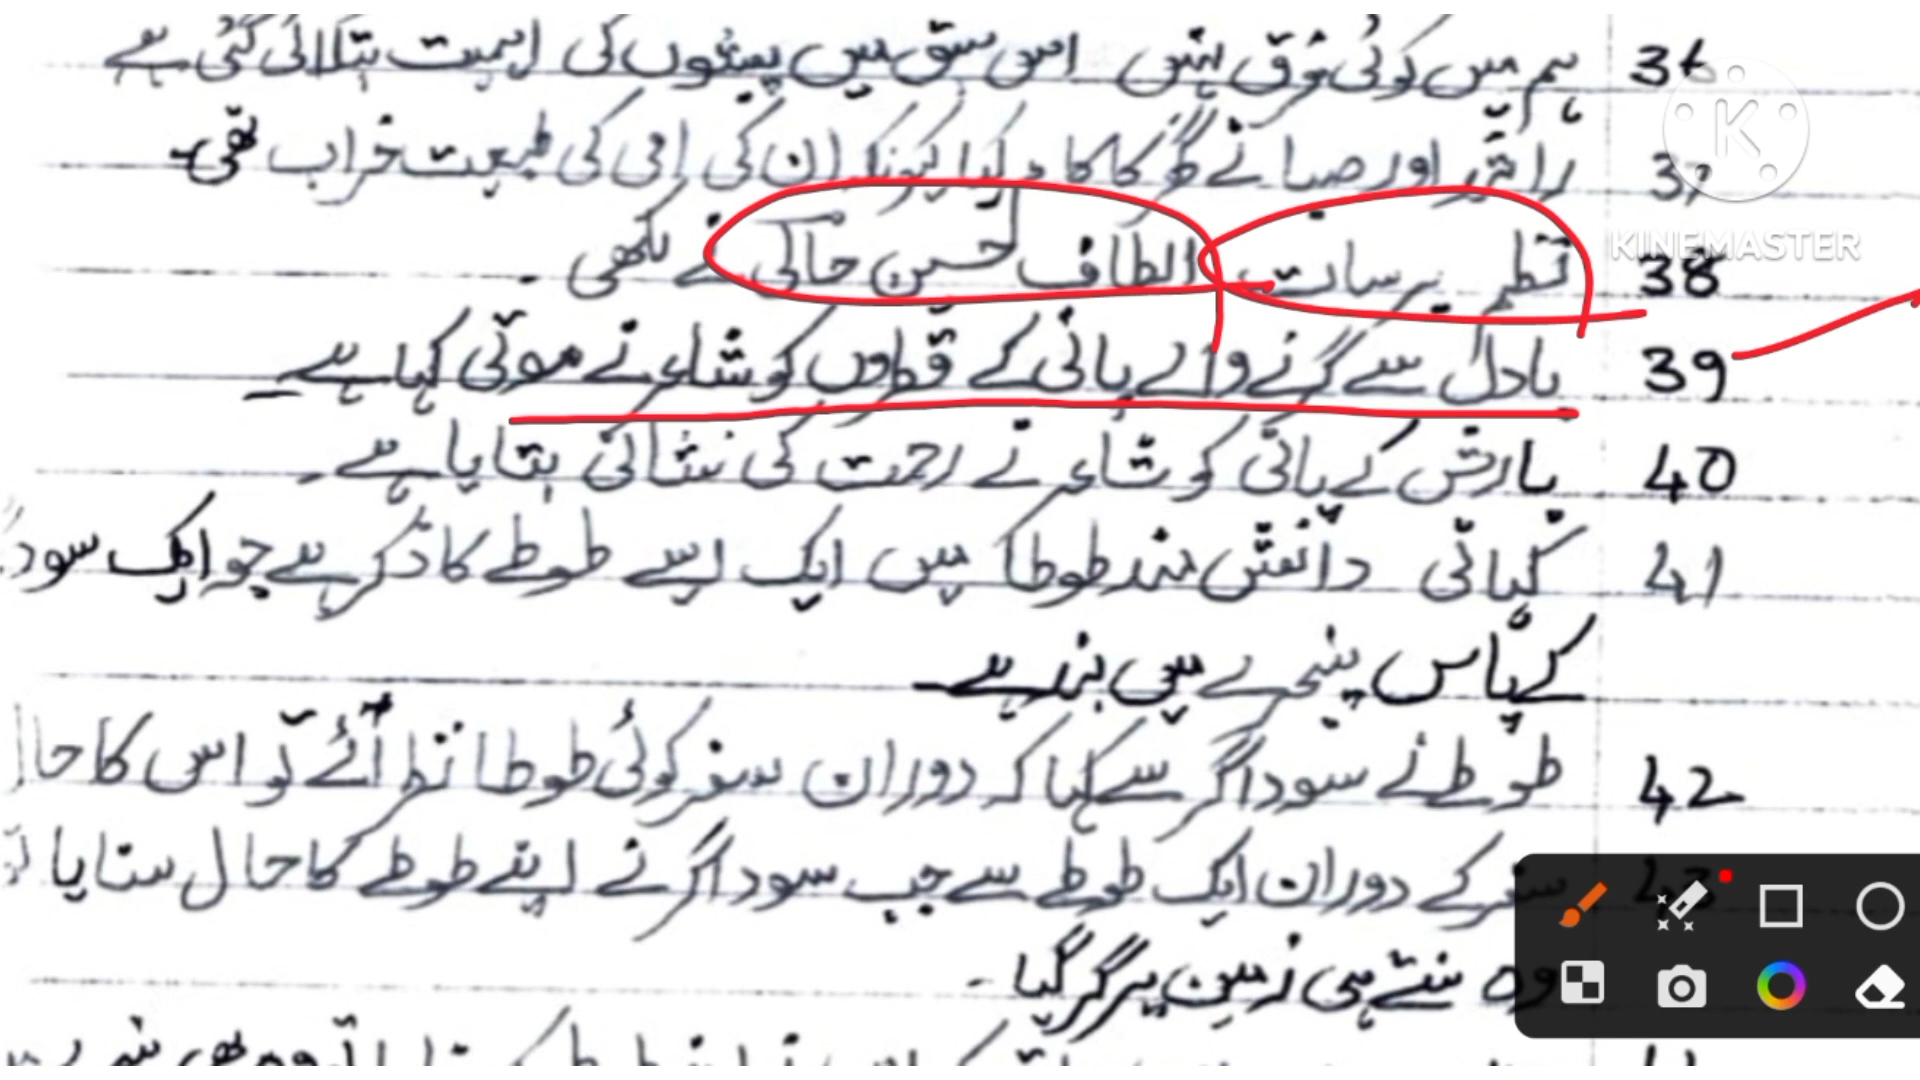 36 ہم میں کوئی فرق نہیں اس سبق میں پیشوں کی اہمیت بتلائی گئی ہے
37 اور صبا نے گھر کا کام کیا کیونکہ ان کی امی کی طبیعت خراب تھی۔
KINEMASTER
38 نظم برسات الطاف حسین حالی نے لکھی ۔
39 بادل سے گرنے والے پانی کے قطروں کو شاعر نے موتی کہا ہے۔
40 بارش کے پانی کو شاعر نے رحمت کی نشانی بتایا ہے۔
41 کہانی دانش مند طوطا میں ایک ایسے طوطے کا ذکر ہے جو ایک
کے پاس پنجرے میں بند ہے۔
42 طوطے نے سوداگر سے کہا کہ دوران سفر کوئی طوطا نظر آئے تو اس کا
43 سفر کے دوران ایک طوطے سے جب سوداگر نے اپنے طوطے کا حال سنایا
وہ سنتے ہی زمین پر گر گیا ۔